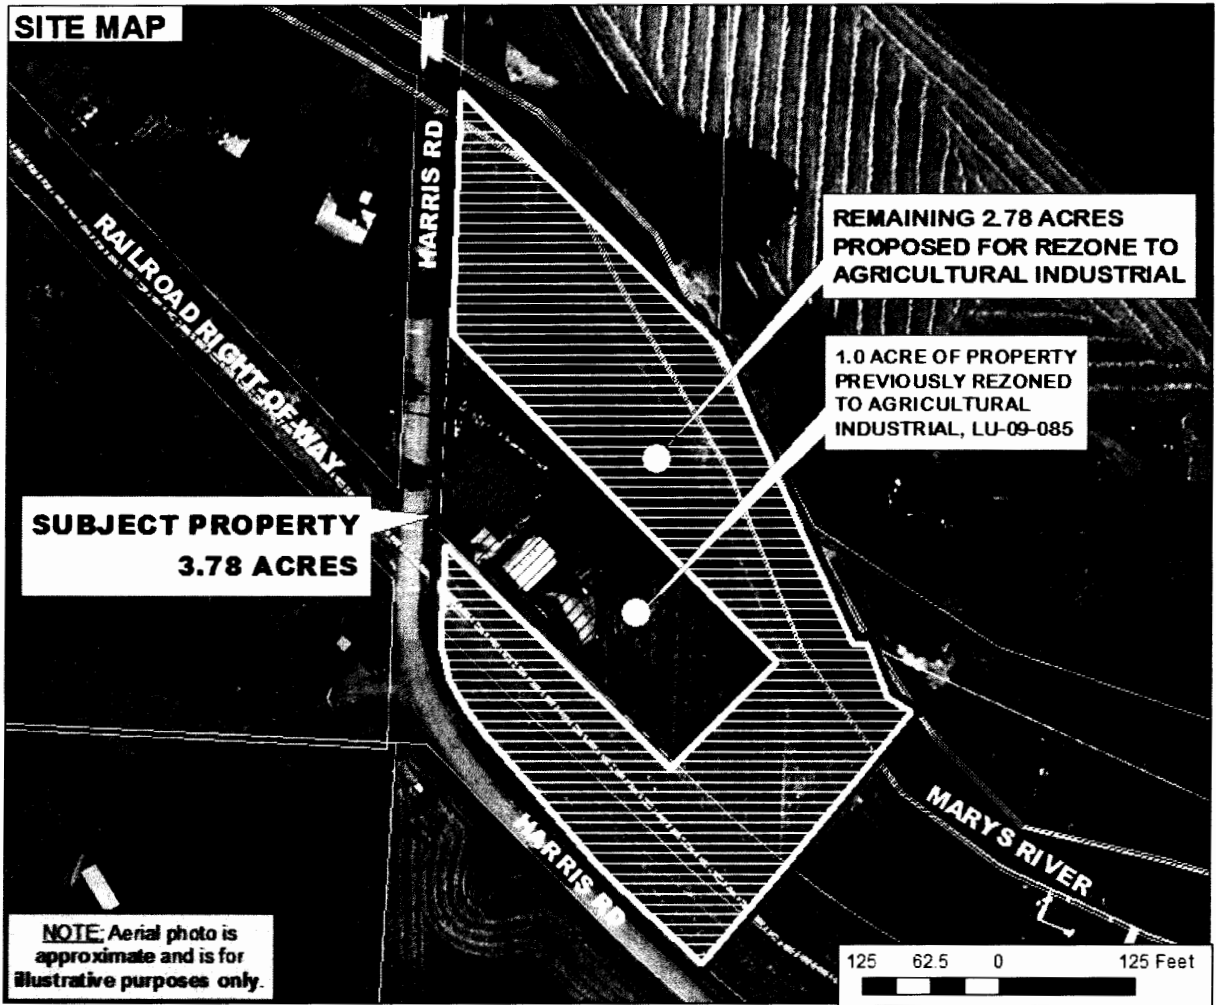 SITE MAP
HARRIS RD
RAILROAD RIGHT-OF-WAY
REMAINING 2.78 ACRES
PROPOSED FOR REZONE TO
AGRICULTURAL INDUSTRIAL
1.0 ACRE OF PROPERTY
PREVIOUSLY REZONED
TO AGRICULTURAL
INDUSTRIAL, LU-09-085
SUBJECT PROPERTY
3.78 ACRES
HARRIS RD
MARYS RIVER
NOTE: Aerial photo is
approximate and is for
illustrative purposes only.
125 62.5 0 125 Feet